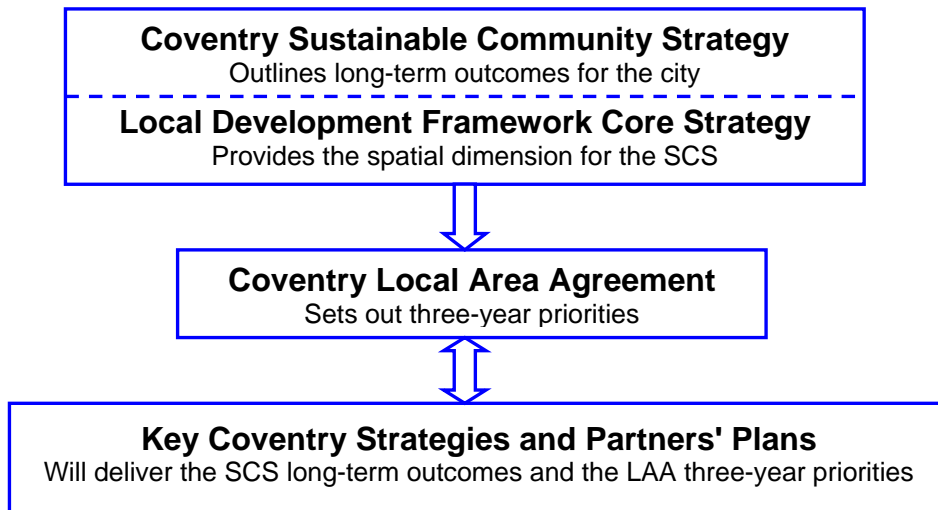 Coventry Sustainable Community Strategy
Outlines long-term outcomes for the city
Local Development Framework Core Strategy
Provides the spatial dimension for the SCS
Coventry Local Area Agreement
Sets out three-year priorities
Key Coventry Strategies and Partners' Plans
Will deliver the SCS long-term outcomes and the LAA three-year priorities